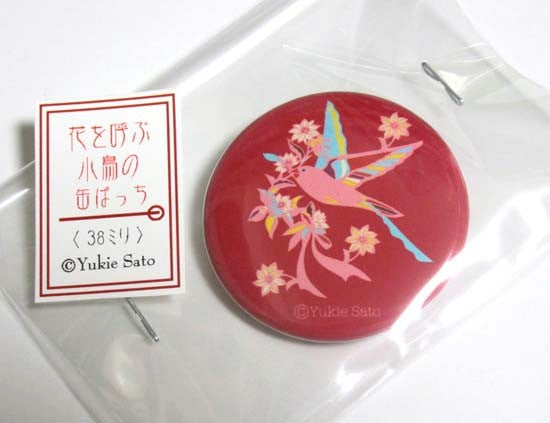 花を呼ぶ
小鳥の
缶ばっち
〈38ミリ〉
©Yukie Sato
©Yukie Sato